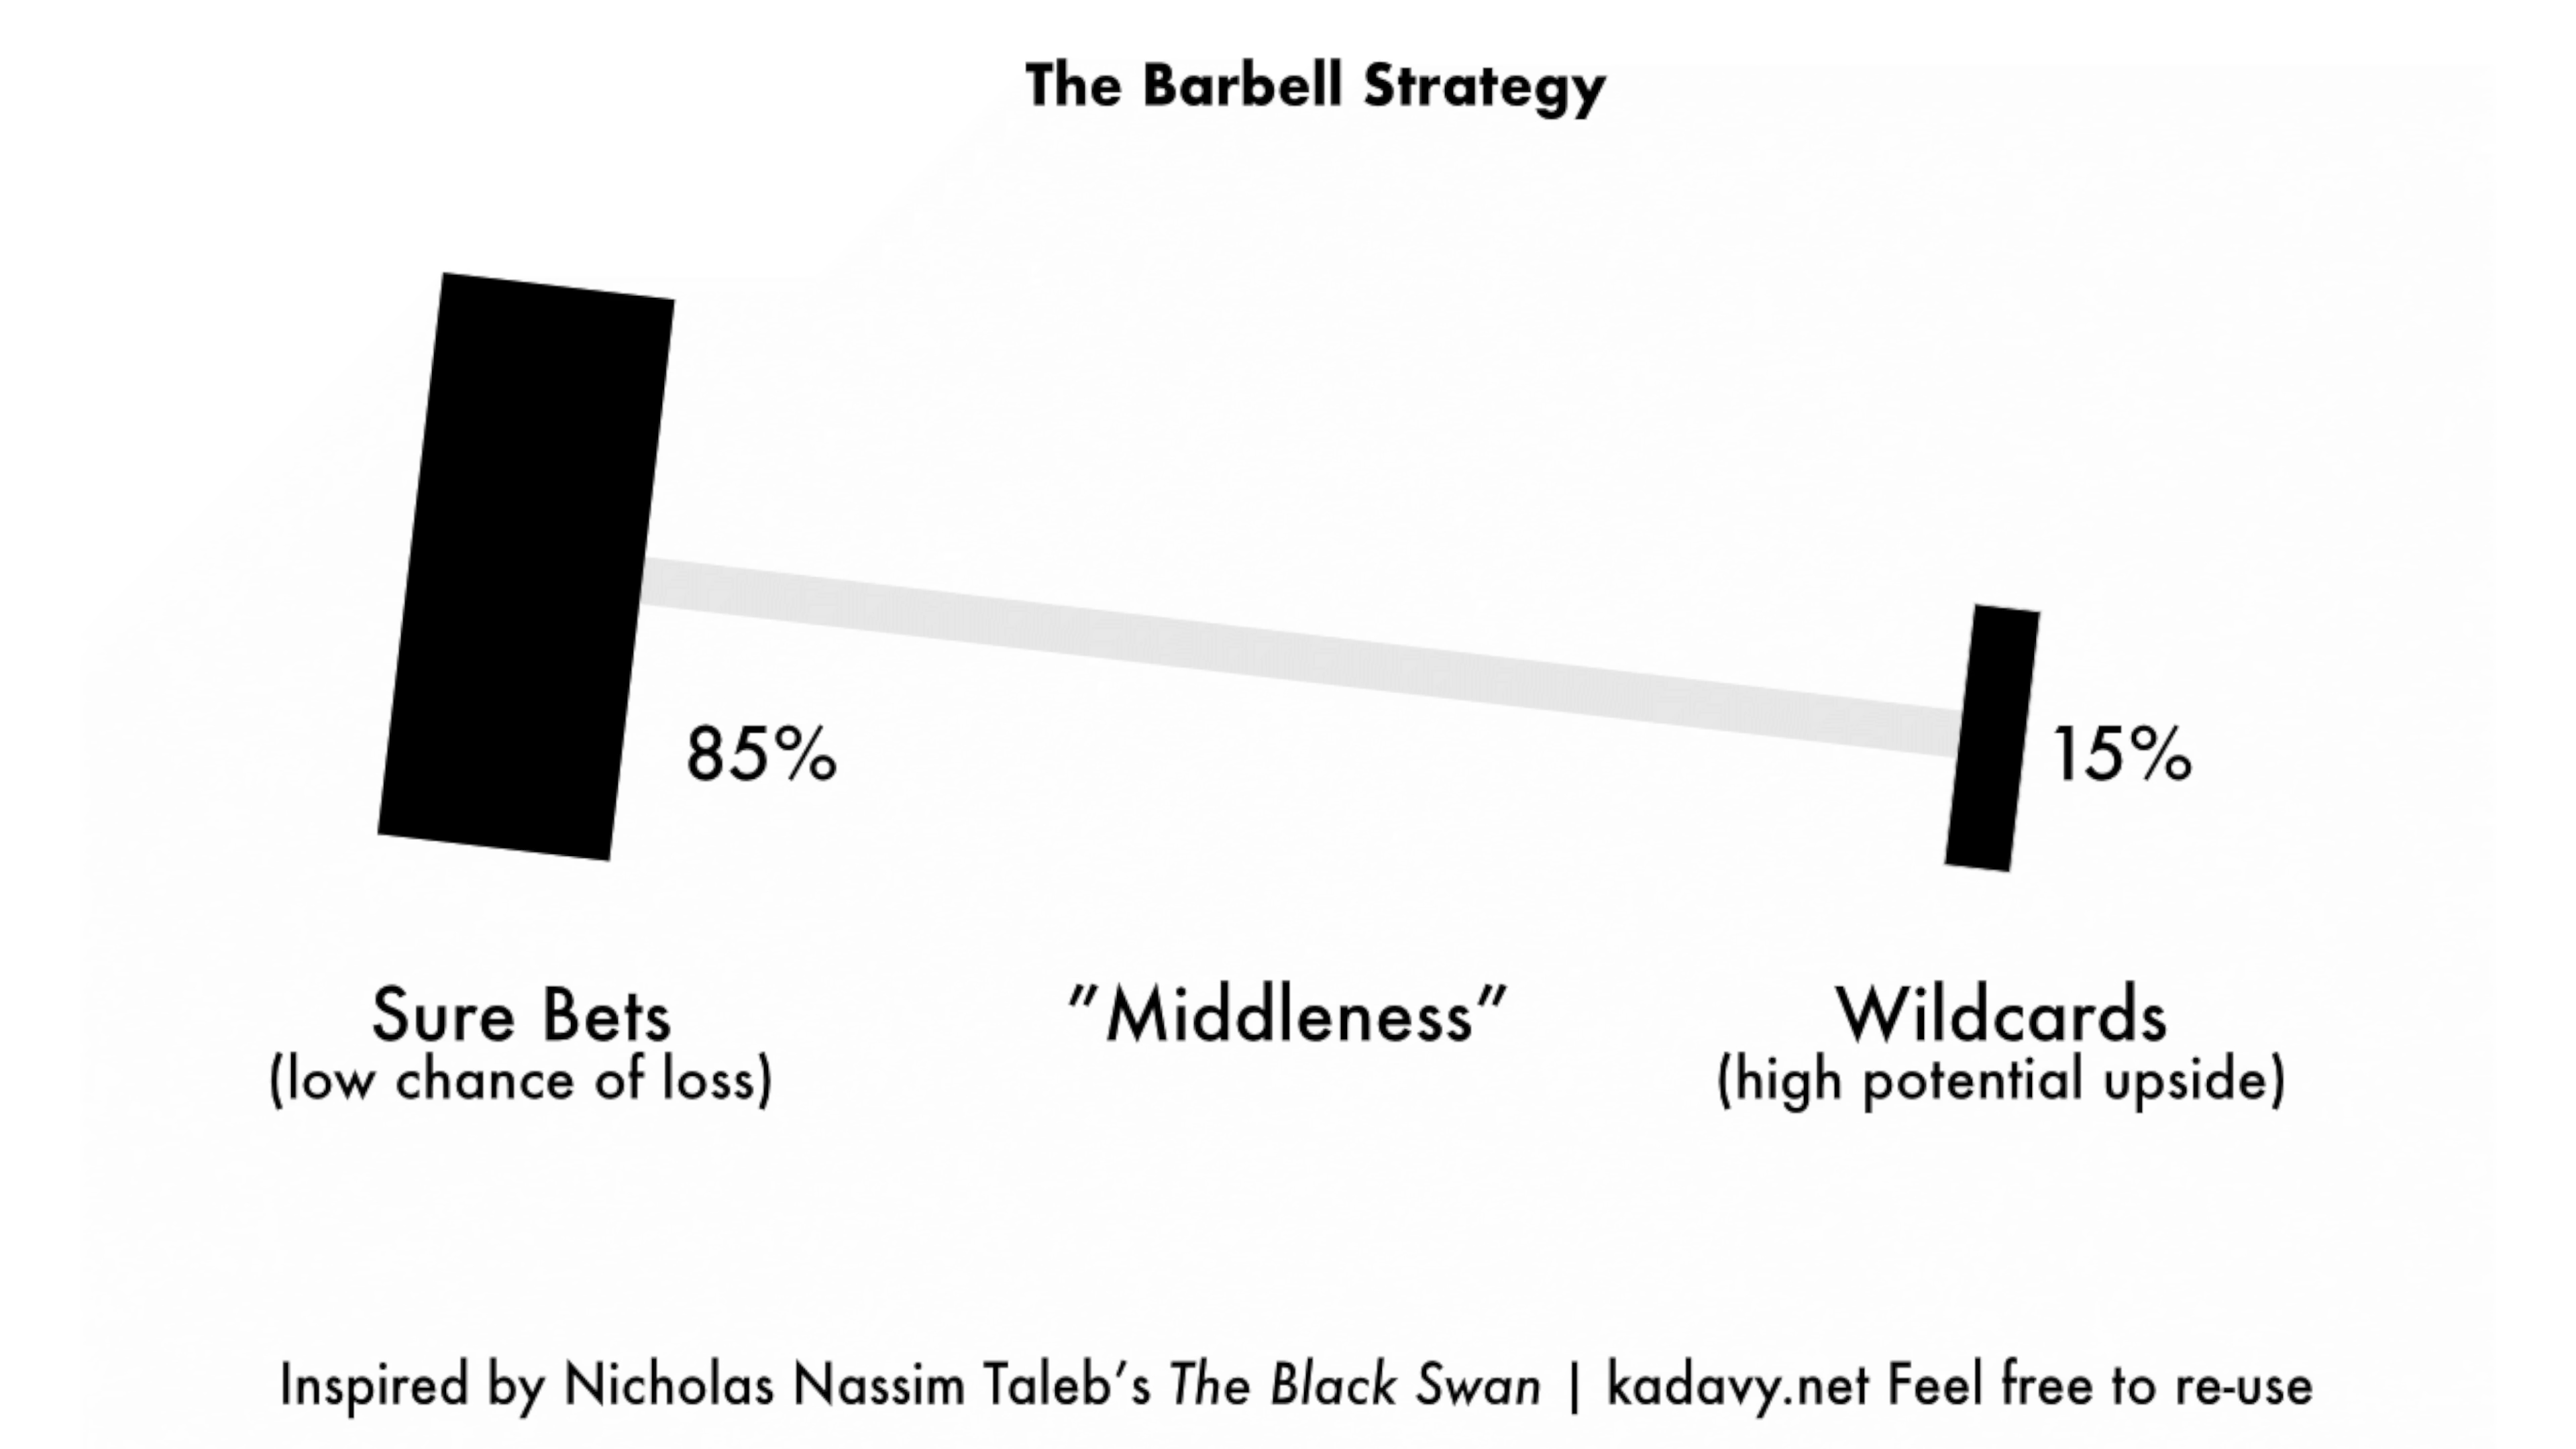 The Barbell Strategy
85%
15%
Sure Bets
(low chance of loss)
"Middleness"
Wildcards
(high potential upside)
Inspired by Nicholas Nassim Taleb's The Black Swan | kadavy.net Feel free to re-use